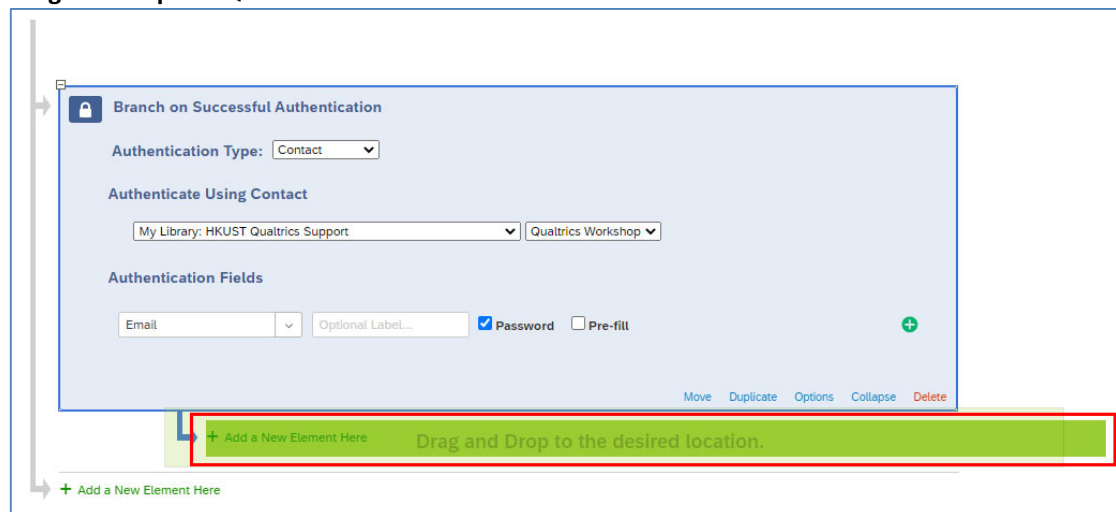 Branch on Successful Authentication
Authentication Type: Contact
Authenticate Using Contact
My Library: HKUST Qualtrics Support Qualtrics Workshop
Authentication Fields
Email Optional Label... Password Pre-fill
Move Duplicate Options Collapse Delete
+ Add a New Element Here Drag and Drop to the desired location.
+ Add a New Element Here